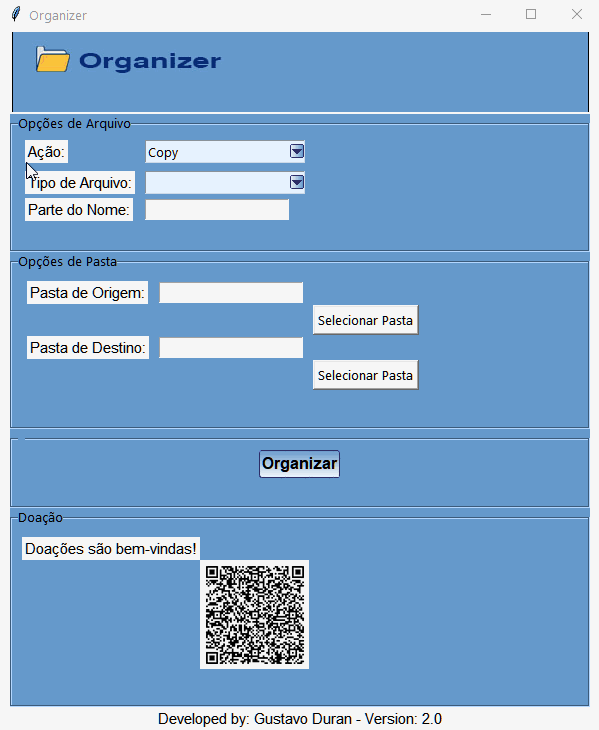 Organizer
Organizer
Opções de Arquivo
Ação:
Copy
Tipo de Arquivo:
Parte do Nome:
Opções de Pasta
Pasta de Origem:
Selecionar Pasta
Pasta de Destino:
Selecionar Pasta
Organizar
Doação
Doações são bem-vindas!
Developed by: Gustavo Duran - Version: 2.0